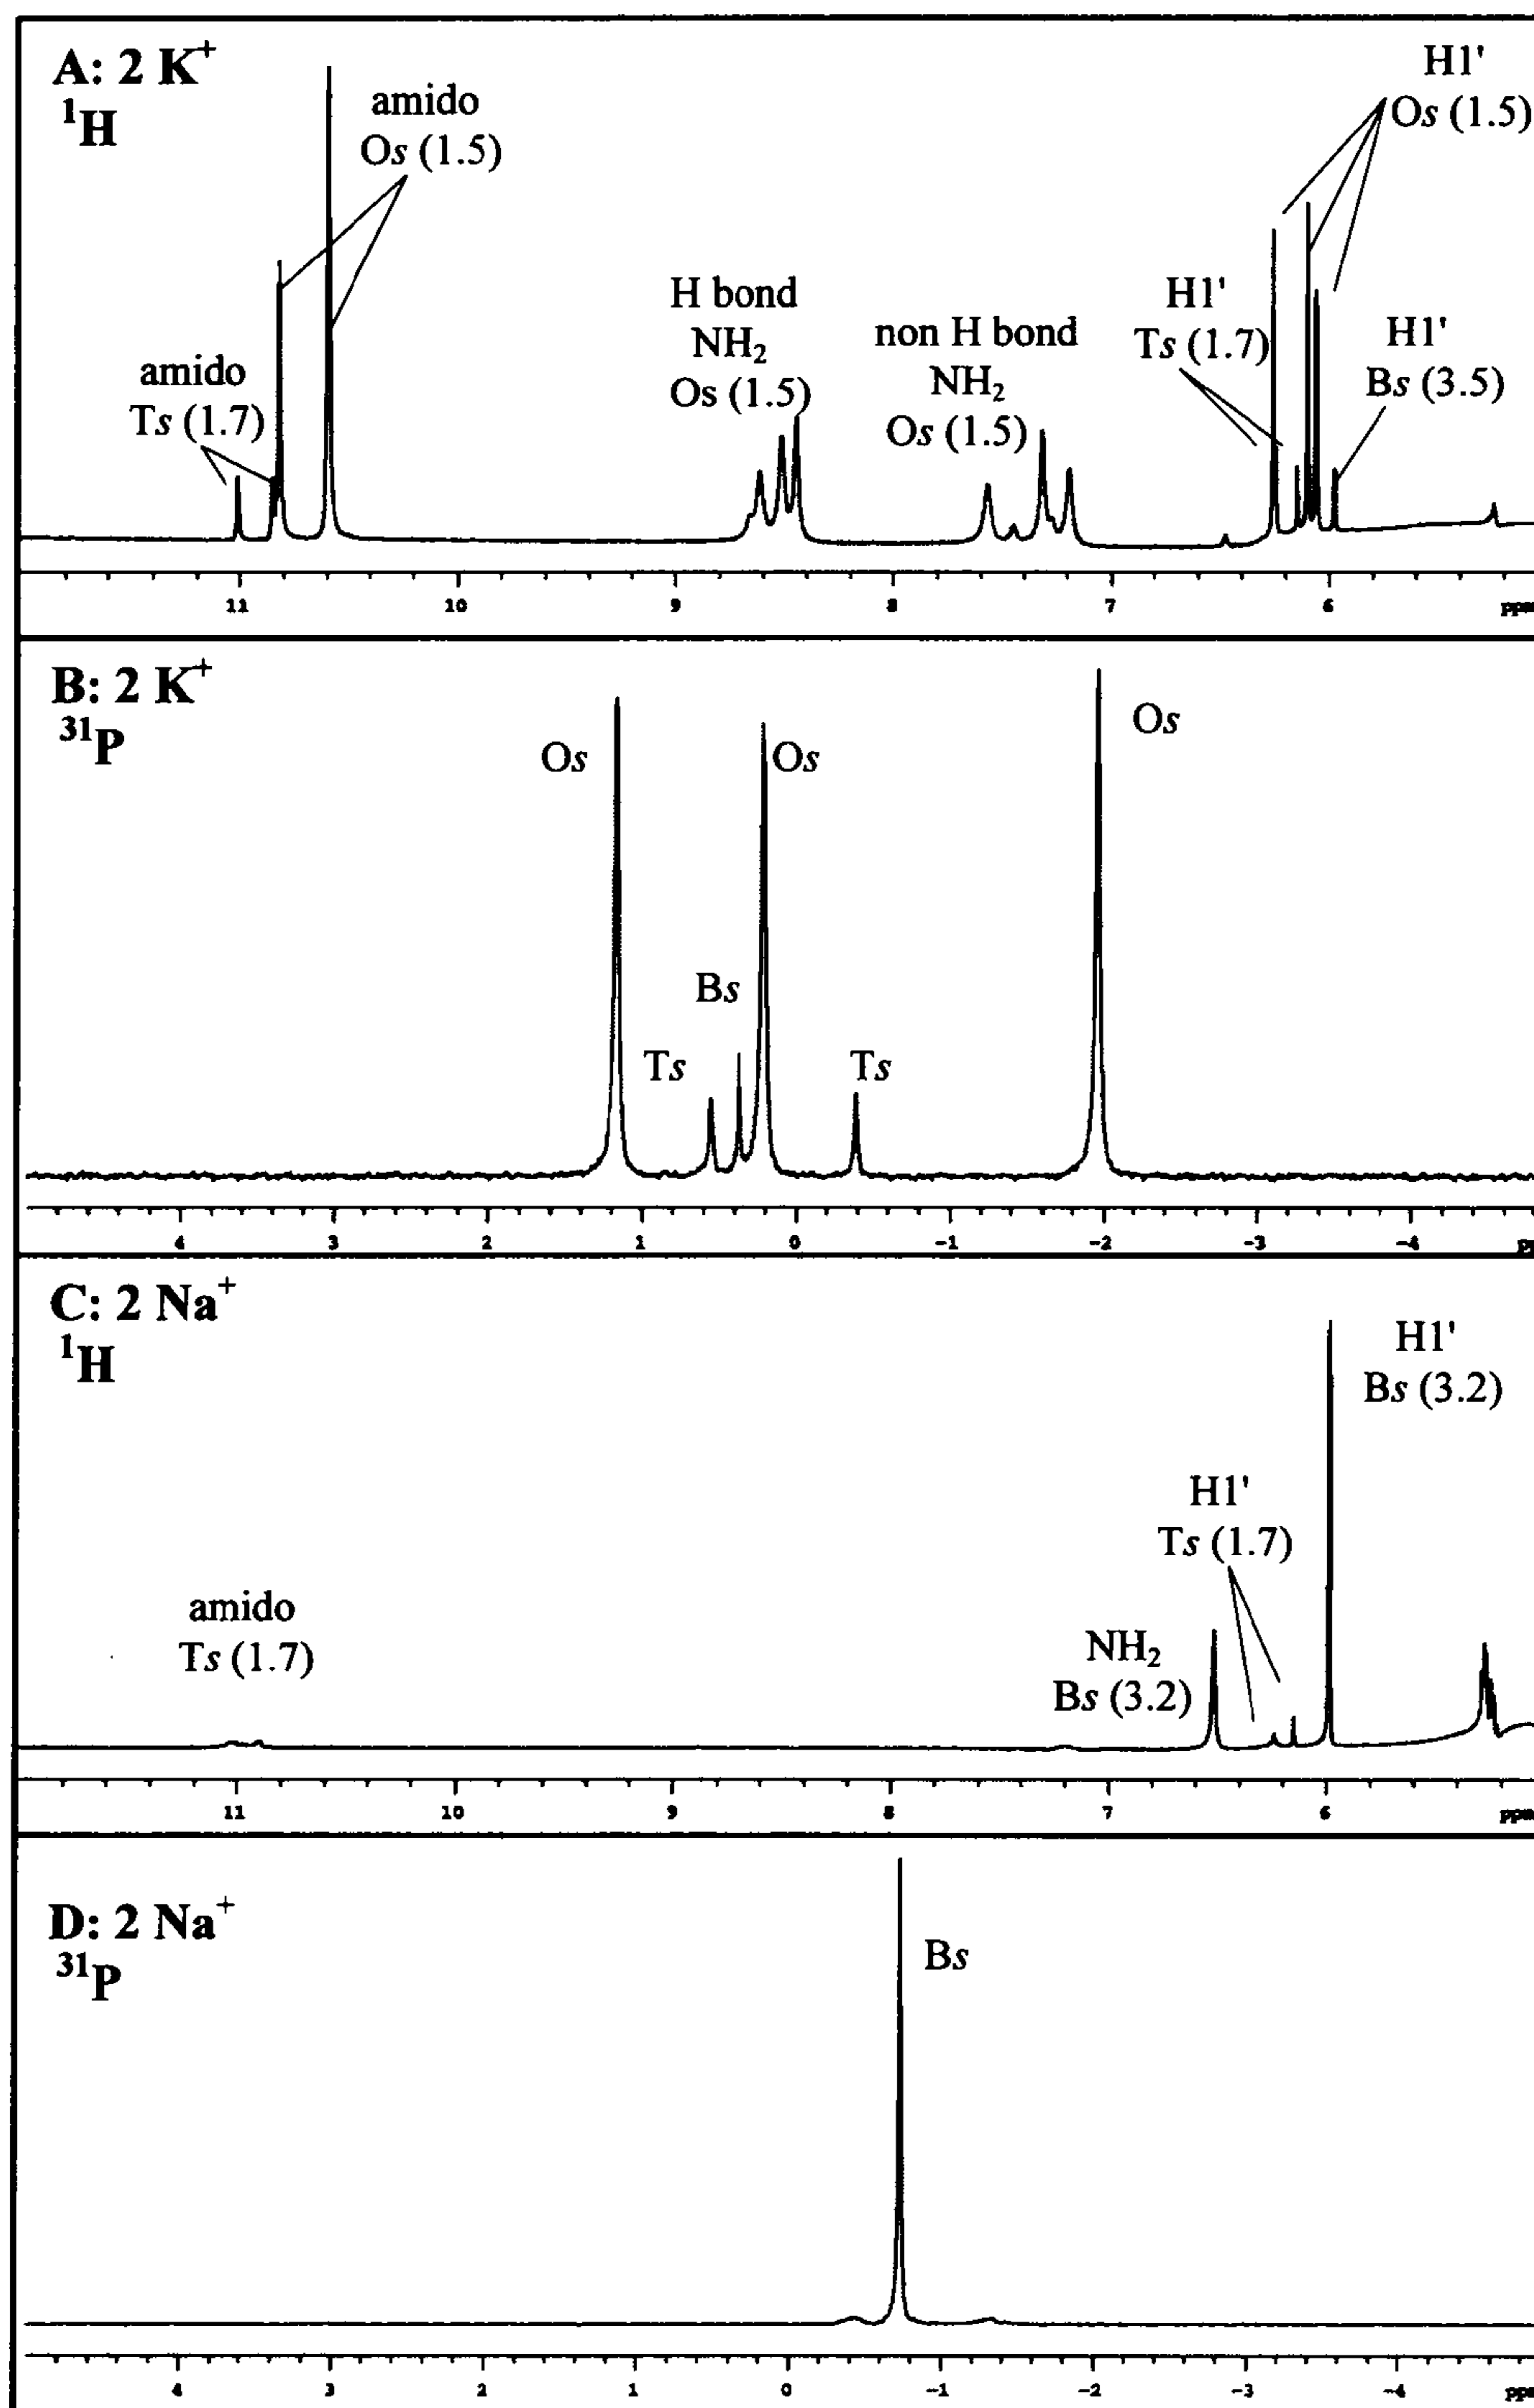 A: 2 K⁺
¹H
amido
Os (1.5)
amido
Ts (1.7)
H bond
NH₂
Os (1.5)
non H bond
NH₂
Os (1.5)
H1'
Ts (1.7)
H1'
Os (1.5)
H1'
Bs (3.5)
11 10 9 8 7 6
B: 2 K⁺
³¹P
Os
Ts
Bs
Os
Ts
Os
4 3 2 1 0 -1 -2 -3 -4
C: 2 Na⁺
¹H
amido
Ts (1.7)
NH₂
Bs (3.2)
H1'
Ts (1.7)
H1'
Bs (3.2)
11 10 9 8 7 6
D: 2 Na⁺
³¹P
Bs
4 3 2 1 0 -1 -2 -3 -4